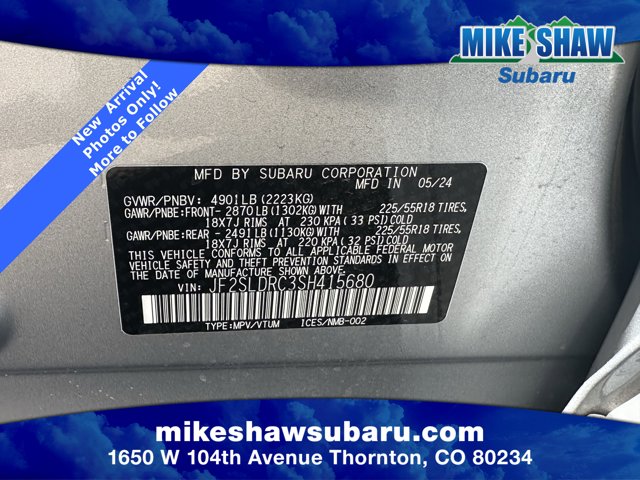 MIKE SHAW
Subaru
New Arrival
Photos Only!
More to Follow
MFD BY SUBARU CORPORATION
MFD IN 05/24
GVWR/PNBV: 4901LB (2223KG)
GAWR/PNBE:FRONT- 2870LB (1302KG)WITH 225/55R18 TIRES,
18X7J RIMS AT 230 KPA ( 33 PSI)COLD
GAWR/PNBE:REAR - 2491LB (1130KG)WITH 225/55R18 TIRES,
18X7J RIMS AT 220 KPA ( 32 PSI)COLD
THIS VEHICLE CONFORMS TO ALL APPLICABLE FEDERAL MOTOR
VEHICLE SAFETY, BUMPER, AND THEFT PREVENTION STANDARDS
IN EFFECT ON THE DATE OF MANUFACTURE SHOWN ABOVE.
VIN: JF2SLDRC3SH415680
TYPE:MPV/VTUM ICES/NMB-002
mikeshawsubaru.com
1650 W 104th Avenue Thornton, CO 80234